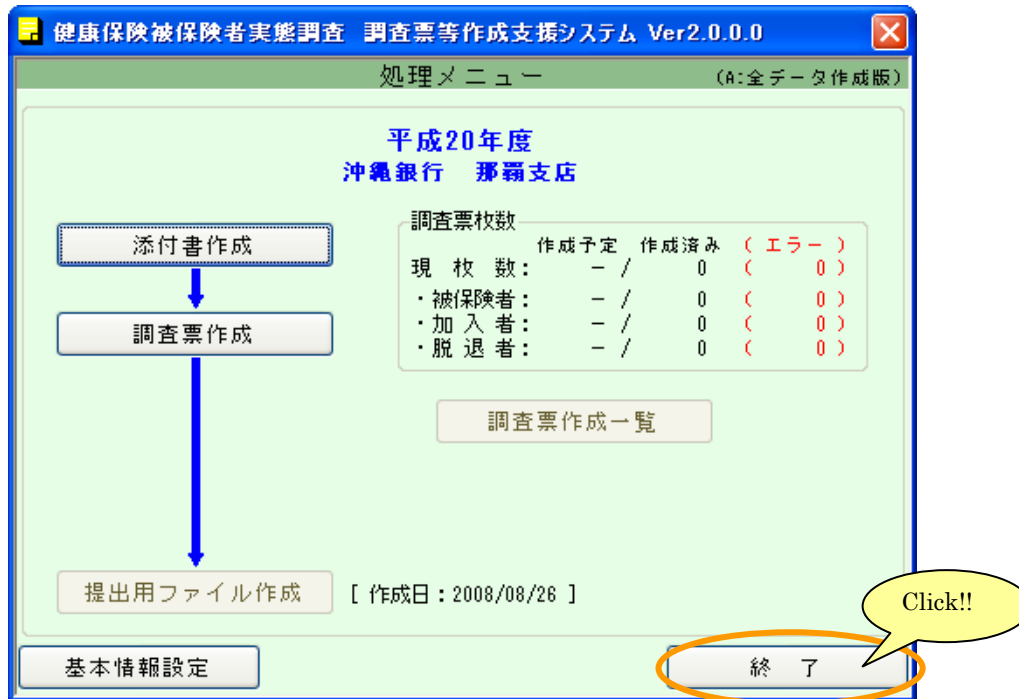 健康保険被保険者実態調査 調査票等作成支援システム Ver2.0.0.0
処理メニュー
(A:全データ作成版)
平成20年度
沖縄銀行 那覇支店
添付書作成
調査票作成
調査票枚数
作成予定 作成済み ( エラー )
現 枚 数: - / 0 ( 0 )
・被保険者: - / 0 ( 0 )
・加 入 者: - / 0 ( 0 )
・脱 退 者: - / 0 ( 0 )
調査票作成一覧
提出用ファイル作成 [ 作成日:2008/08/26 ]
Click!!
基本情報設定
終 了